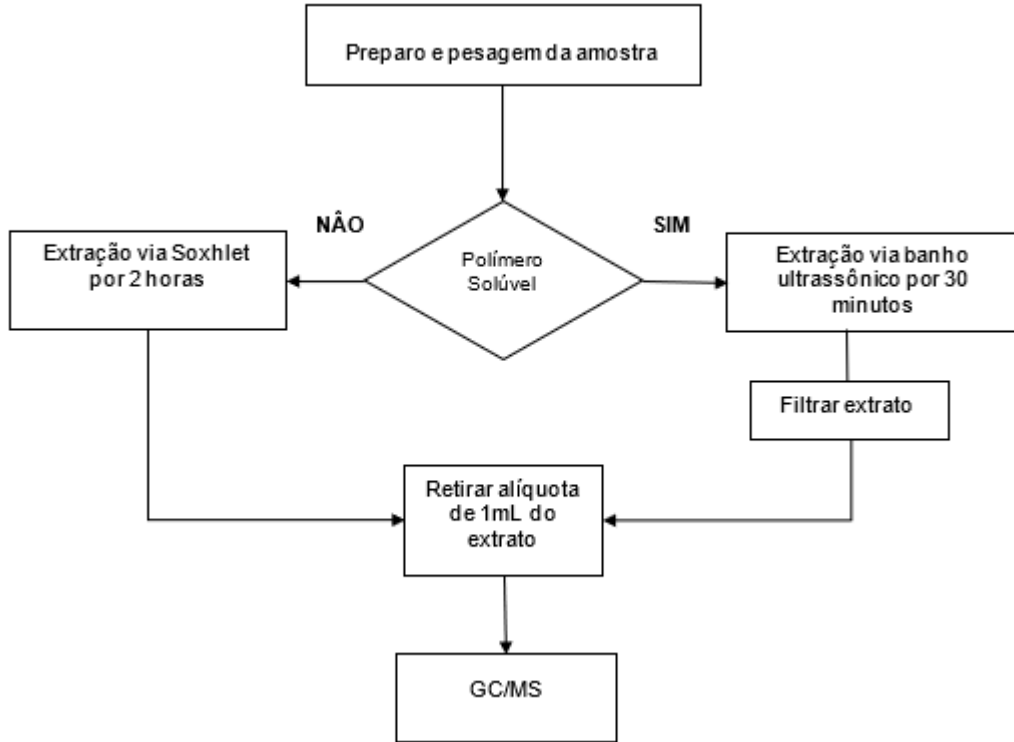 Preparo e pesagem da amostra
NÂO
SIM
Extração via Soxhlet
por 2 horas
Polímero
Solúvel
Extração via banho
ultrassônico por 30
minutos
Filtrar extrato
Retirar alíquota
de 1mL do
extrato
GC/MS